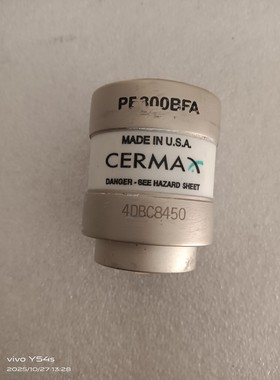 PE300BFA
MADE IN U.S.A.
CERMAX
DANGER - SEE HAZARD SHEET
4DBC8450
vivo Y54s
2025/10/27 13:28